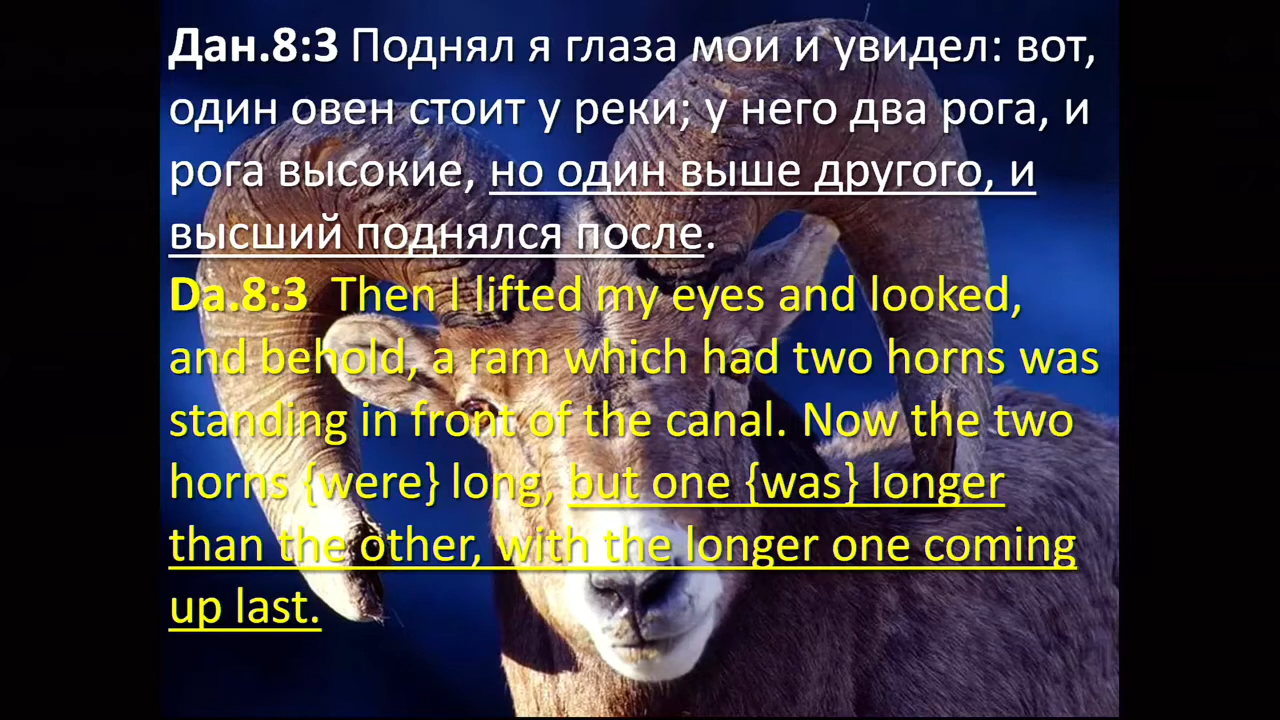 Дан.8:3 Поднял я глаза мои и увидел: вот,
один овен стоит у реки; у него два рога, и
рога высокие, но один выше другого, и
высший поднялся после.
Da.8:3 Then I lifted my eyes and looked,
and behold, a ram which had two horns was
standing in front of the canal. Now the two
horns {were} long, but one {was} longer
than the other, with the longer one coming
up last.